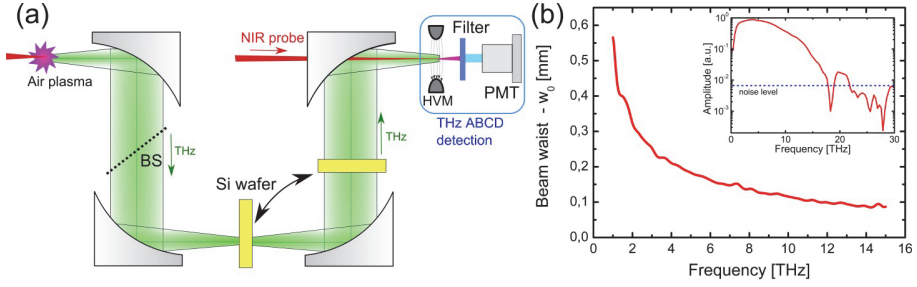 (a)
Air plasma
NIR probe
Filter
HVM
PMT
THz ABCD
detection
BS
THz
THz
Si wafer
(b)
Beam waist - w₀ [mm]
0,6
0,5
0,4
0,3
0,2
0,1
0,0
0 2 4 6 8 10 12 14 16
Frequency [THz]
Amplitude [a.u.]
10⁰
10⁻¹
10⁻²
10⁻³
noise level
0 10 20 30
Frequency [THz]